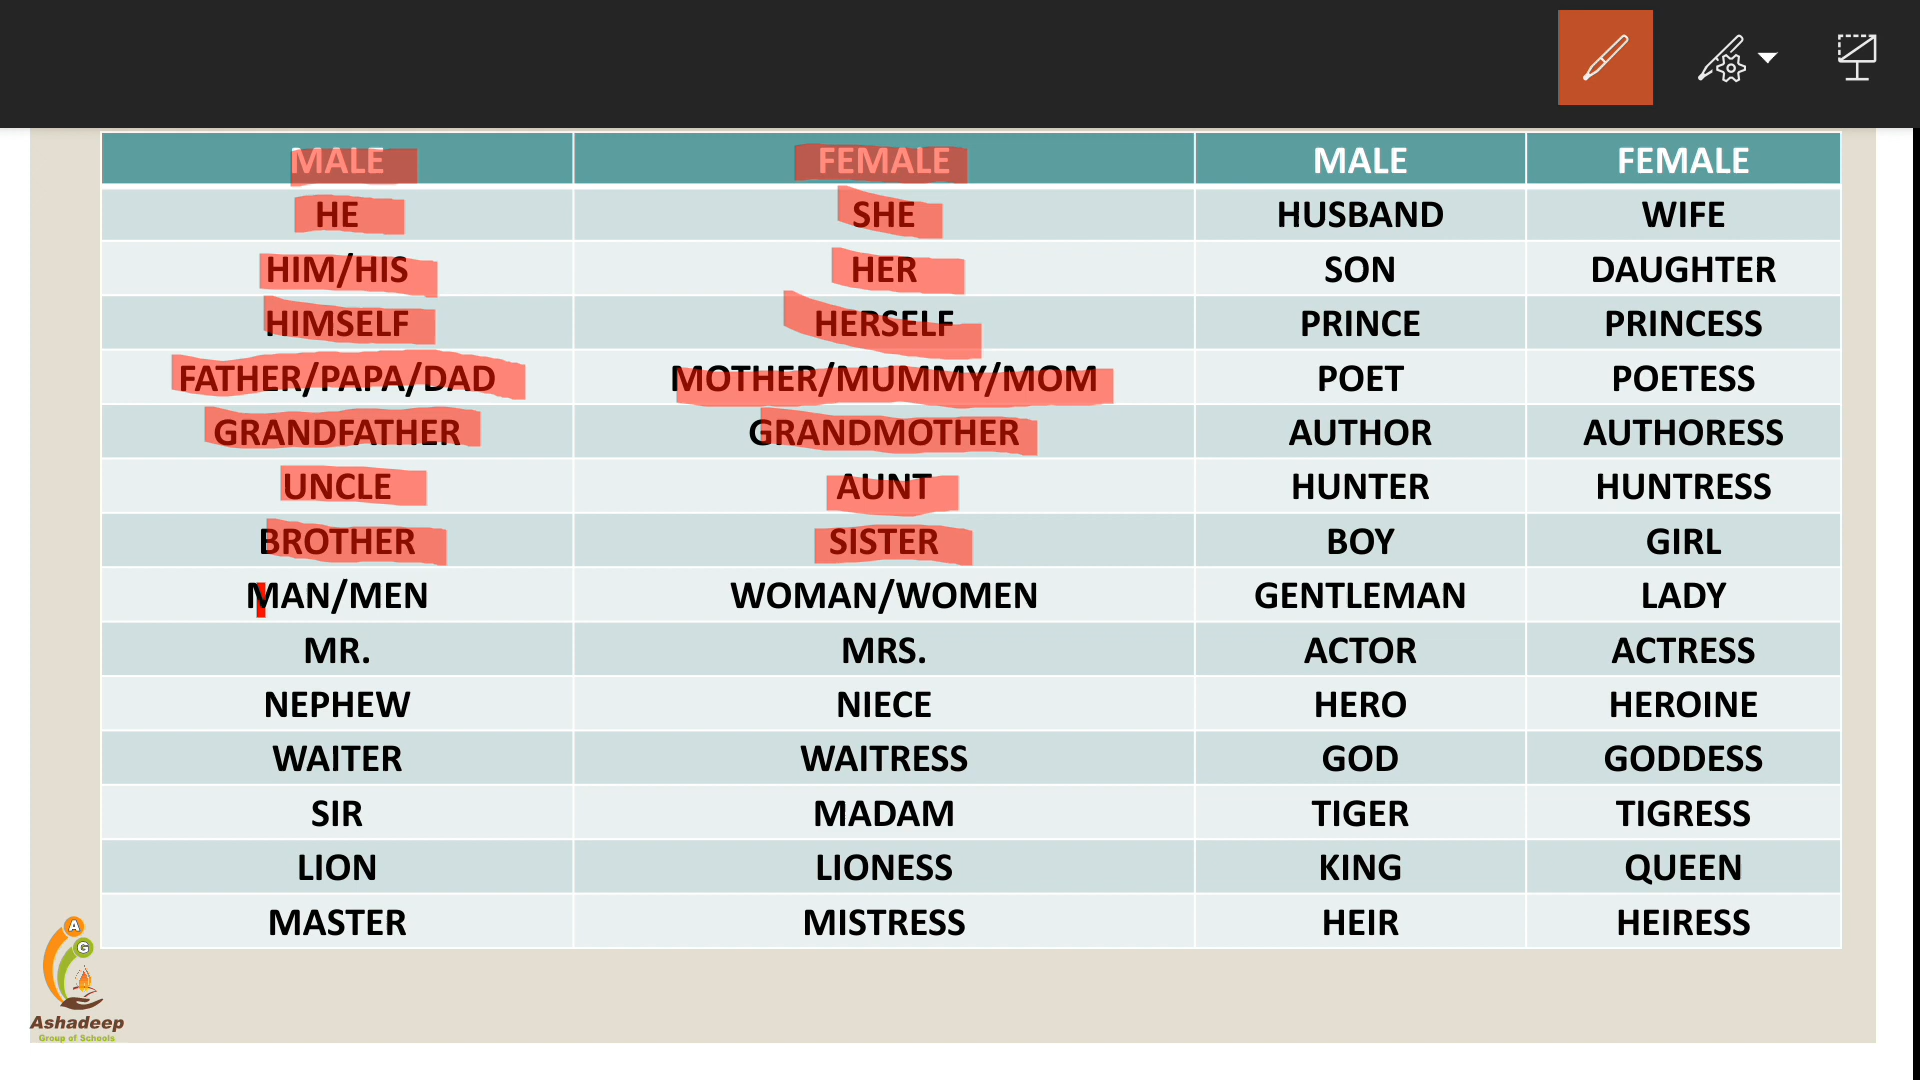 MALE FEMALE MALE FEMALE
HE SHE HUSBAND WIFE
HIM/HIS HER SON DAUGHTER
HIMSELF HERSELF PRINCE PRINCESS
FATHER/PAPA/DAD MOTHER/MUMMY/MOM POET POETESS
GRANDFATHER GRANDMOTHER AUTHOR AUTHORESS
UNCLE AUNT HUNTER HUNTRESS
BROTHER SISTER BOY GIRL
MAN/MEN WOMAN/WOMEN GENTLEMAN LADY
MR. MRS. ACTOR ACTRESS
NEPHEW NIECE HERO HEROINE
WAITER WAITRESS GOD GODDESS
SIR MADAM TIGER TIGRESS
LION LIONESS KING QUEEN
MASTER MISTRESS HEIR HEIRESS
A
G
Ashadeep
Group of Schools